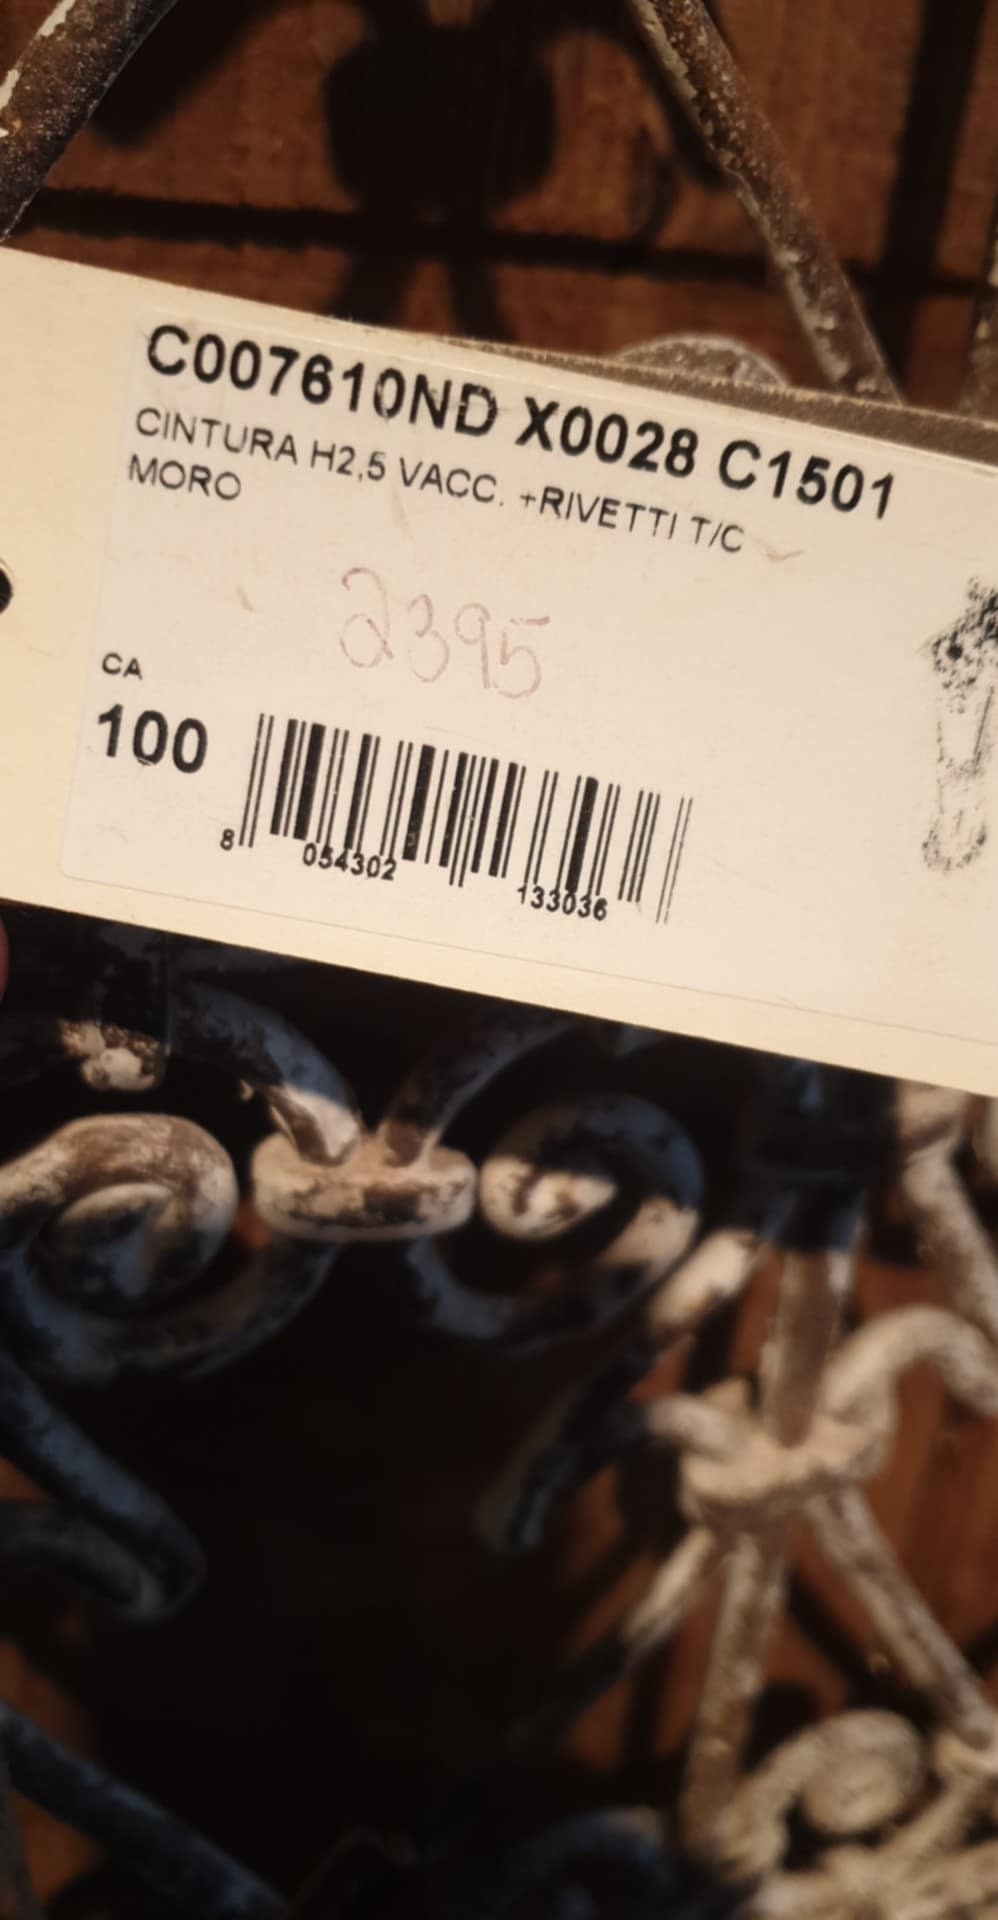 C007610ND X0028 C1501
CINTURA H2,5 VACC. +RIVETTI T/C
MORO
2395
CA
100
8 054302 133036